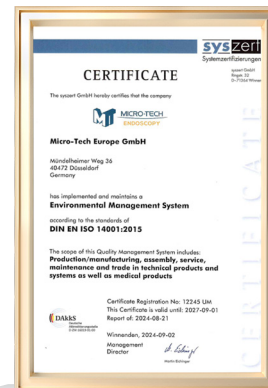 syszert
Systemzertifizierungen
CERTIFICATE
The syszert GmbH hereby certifies that the company
MICRO-TECH
ENDOSCOPY
Micro-Tech Europe GmbH
Mündelheimer Weg 36
40472 Düsseldorf
Germany
has implemented and maintains a
Environmental Management System
according to the standards of
DIN EN ISO 14001:2015
The scope of this Quality Management System includes:
Production/manufacturing, assembly, service,
maintenance and trade in technical products and
systems as well as medical products
Certificate Registration No: 12245 UM
This Certificate is valid until: 2027-09-01
Report of: 2024-08-21
DAkkS
Winnenden, 2024-09-02
Management
Director
CERTIFICATE